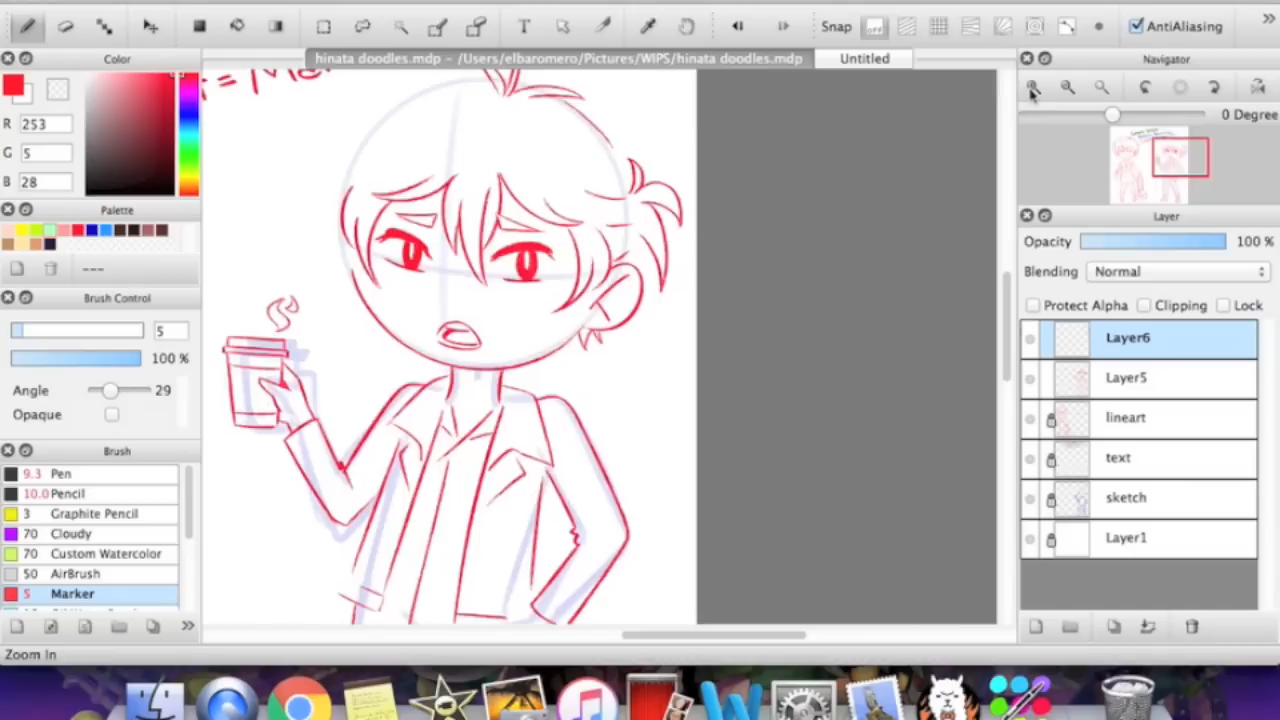 Snap
off
AntiAliasing
Color
hinata doodles.mdp – /Users/elbaromero/Pictures/WIPS/hinata doodles.mdp
Untitled
Navigator
R 253
G 5
B 28
0 Degree
Palette
Layer
---
Opacity 100 %
Blending Normal
Brush Control
Protect Alpha Clipping Lock
5
100 %
Layer6
Angle 29
Layer5
Opaque
lineart
Brush
text
9.3 Pen
10.0 Pencil
sketch
3 Graphite Pencil
70 Cloudy
Layer1
70 Custom Watercolor
50 AirBrush
5 Marker
Zoom In